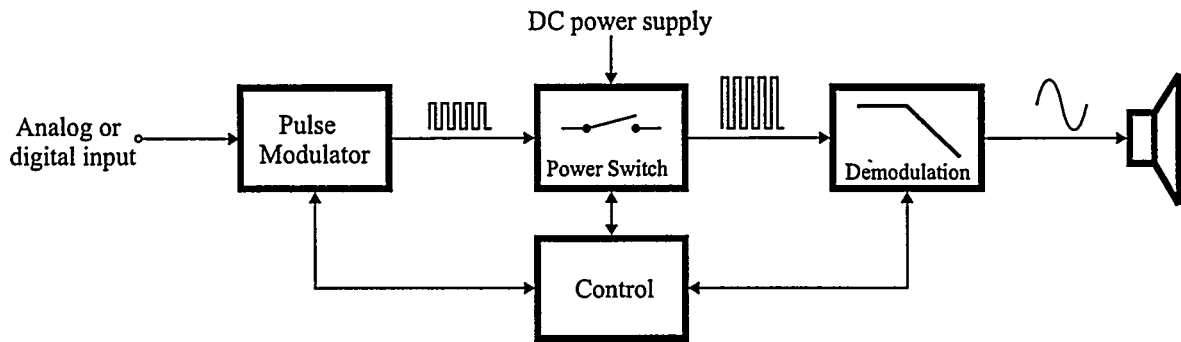 DC power supply
Analog or
digital input
Pulse
Modulator
Power Switch
Demodulation
Control